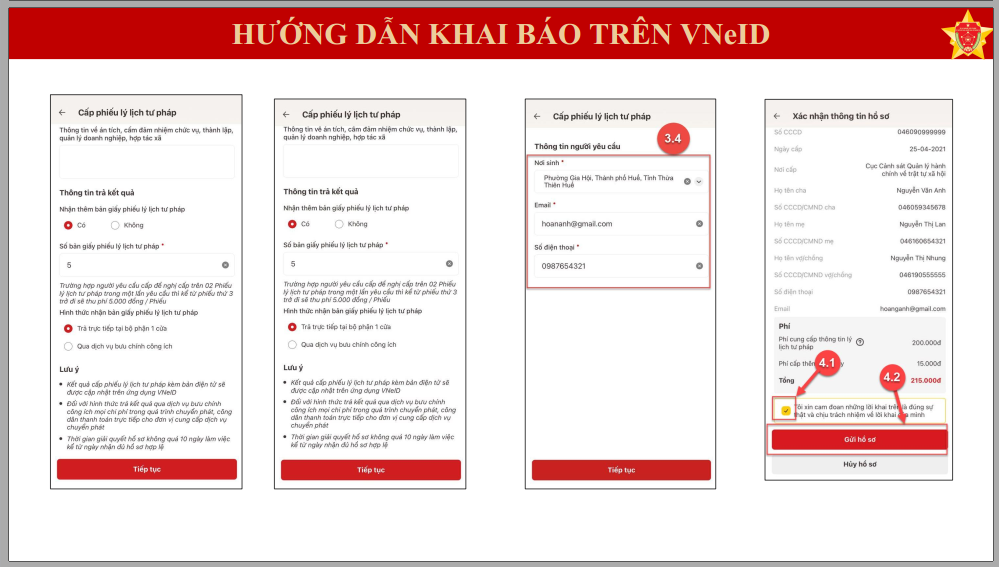 HƯỚNG DẪN KHAI BÁO TRÊN VNeID
← Cấp phiếu lý lịch tư pháp
Thông tin về án tích, cấm đảm nhiệm chức vụ, thành lập,
quản lý doanh nghiệp, hợp tác xã
Thông tin trả kết quả
Nhận thêm bản giấy phiếu lý lịch tư pháp
Có Không
Số bản giấy phiếu lý lịch tư pháp *
5
Trường hợp người yêu cầu cấp đề nghị cấp trên 02 Phiếu
lý lịch tư pháp trong một lần yêu cầu thì kể từ phiếu thứ 3
trở đi sẽ thu phí 5.000 đồng / Phiếu
Hình thức nhận bản giấy phiếu lý lịch tư pháp
Trả trực tiếp tại bộ phận 1 cửa
Qua dịch vụ bưu chính công ích
Lưu ý
• Kết quả cấp phiếu lý lịch tư pháp kèm bản điện tử sẽ
được cập nhật trên ứng dụng VNeID
• Đối với hình thức trả kết quả qua dịch vụ bưu chính
công ích mọi chi phí trong quá trình chuyển phát, công
dân thanh toán trực tiếp cho đơn vị cung cấp dịch vụ
chuyển phát
• Thời gian giải quyết hồ sơ không quá 10 ngày làm việc
kể từ ngày nhận đủ hồ sơ hợp lệ
Tiếp tục
← Cấp phiếu lý lịch tư pháp
Thông tin về án tích, cấm đảm nhiệm chức vụ, thành lập,
quản lý doanh nghiệp, hợp tác xã
Thông tin trả kết quả
Nhận thêm bản giấy phiếu lý lịch tư pháp
Có Không
Số bản giấy phiếu lý lịch tư pháp *
5
Trường hợp người yêu cầu cấp đề nghị cấp trên 02 Phiếu
lý lịch tư pháp trong một lần yêu cầu thì kể từ phiếu thứ 3
trở đi sẽ thu phí 5.000 đồng / Phiếu
Hình thức nhận bản giấy phiếu lý lịch tư pháp
Trả trực tiếp tại bộ phận 1 cửa
Qua dịch vụ bưu chính công ích
Lưu ý
• Kết quả cấp phiếu lý lịch tư pháp kèm bản điện tử sẽ
được cập nhật trên ứng dụng VNeID
• Đối với hình thức trả kết quả qua dịch vụ bưu chính
công ích mọi chi phí trong quá trình chuyển phát, công
dân thanh toán trực tiếp cho đơn vị cung cấp dịch vụ
chuyển phát
• Thời gian giải quyết hồ sơ không quá 10 ngày làm việc
kể từ ngày nhận đủ hồ sơ hợp lệ
Tiếp tục
← Cấp phiếu lý lịch tư pháp
3.4
Thông tin người yêu cầu
Nơi sinh *
Phường Gia Hội, Thành phố Huế, Tỉnh Thừa
Thiên Huế
Email *
hoananh@gmail.com
Số điện thoại *
0987654321
Tiếp tục
← Xác nhận thông tin hồ sơ
Số CCCD 046090999999
Ngày cấp 25-04-2021
Nơi cấp Cục Cảnh sát Quản lý hành
chính về trật tự xã hội
Họ tên cha Nguyễn Văn Anh
Số CCCD/CMND cha 046059345678
Họ tên mẹ Nguyễn Thị Lan
Số CCCD/CMND mẹ 046160654321
Họ tên vợ/chồng Nguyễn Thị Nhung
Số CCCD/CMND vợ/chồng 046190555555
Số điện thoại 0987654321
Email hoanganh@gmail.com
Phí
Phí cung cấp thông tin lý
lịch tư pháp 200.000đ
Phí cấp 15.000đ
4.1
Tổng 215.000đ
4.2
Tôi xin cam đoan những lời khai trên là đúng sự
thật và chịu trách nhiệm về lời khai của mình
Gửi hồ sơ
Hủy hồ sơ